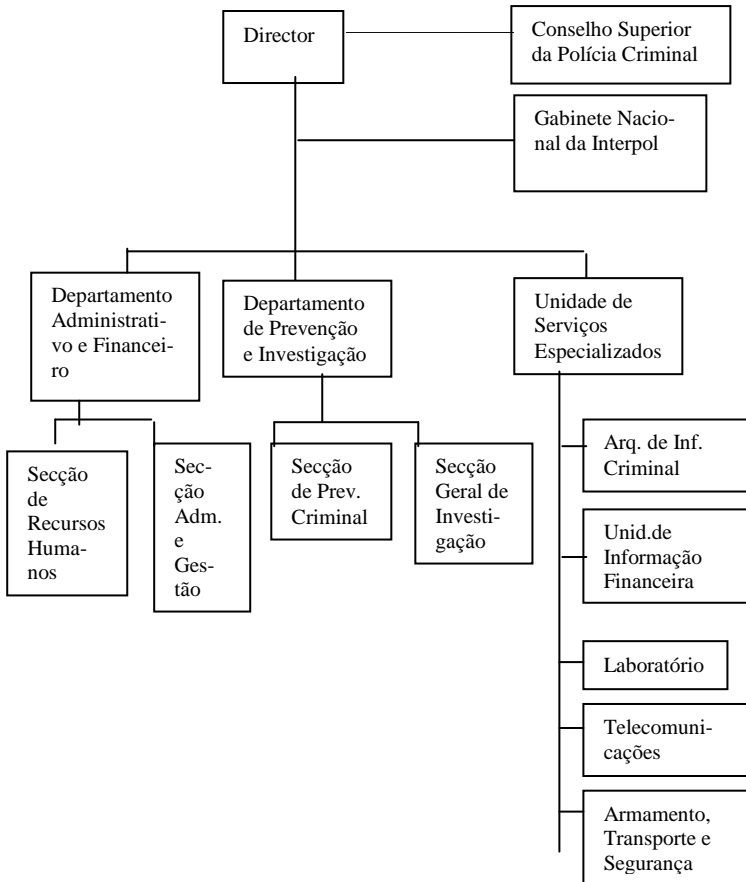 Director
Conselho Superior
da Polícia Criminal
Gabinete Nacio-
nal da Interpol
Departamento
Administrati-
vo e Financei-
ro
Departamento
de Prevenção
e Investigação
Unidade de
Serviços
Especializados
Secção
de
Recursos
Huma-
nos
Sec-
ção
Adm.
e
Ges-
tão
Secção
de Prev.
Criminal
Secção
Geral de
Investi-
gação
Arq. de Inf.
Criminal
Unid.de
Informação
Financeira
Laboratório
Telecomuni-
cações
Armamento,
Transporte e
Segurança